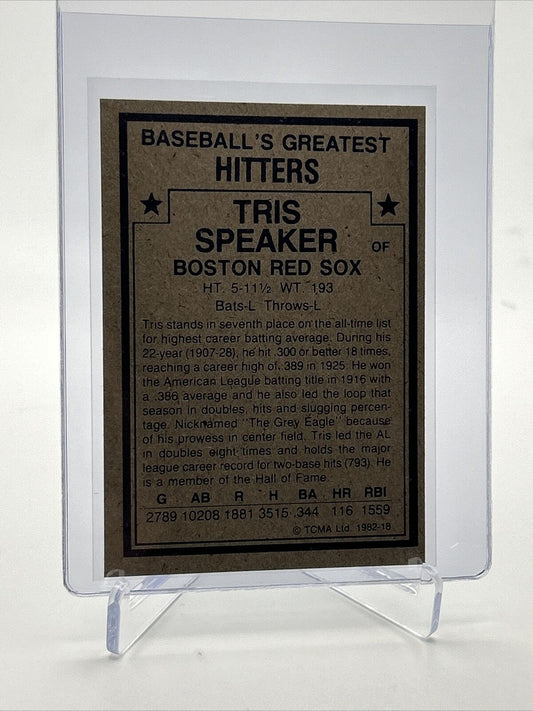 BASEBALL'S GREATEST
HITTERS
TRIS
SPEAKER OF
BOSTON RED SOX
HT. 5-11½ WT. 193
Bats-L Throws-L
Tris stands in seventh place on the all-time list
for highest career batting average. During his
22-year (1907-28), he hit .300 or better 18 times,
reaching a career high of .389 in 1925. He won
the American League batting title in 1916 with
a .386 average and he also led the loop that
season in doubles, hits and slugging percen-
tage. Nicknamed "The Grey Eagle" because
of his prowess in center field, Tris led the AL
in doubles eight times and holds the major
league career record for two-base hits (793). He
is a member of the Hall of Fame.
G AB R H BA HR RBI
2789 10208 1881 3515 .344 116 1559
© TCMA Ltd. 1982-18